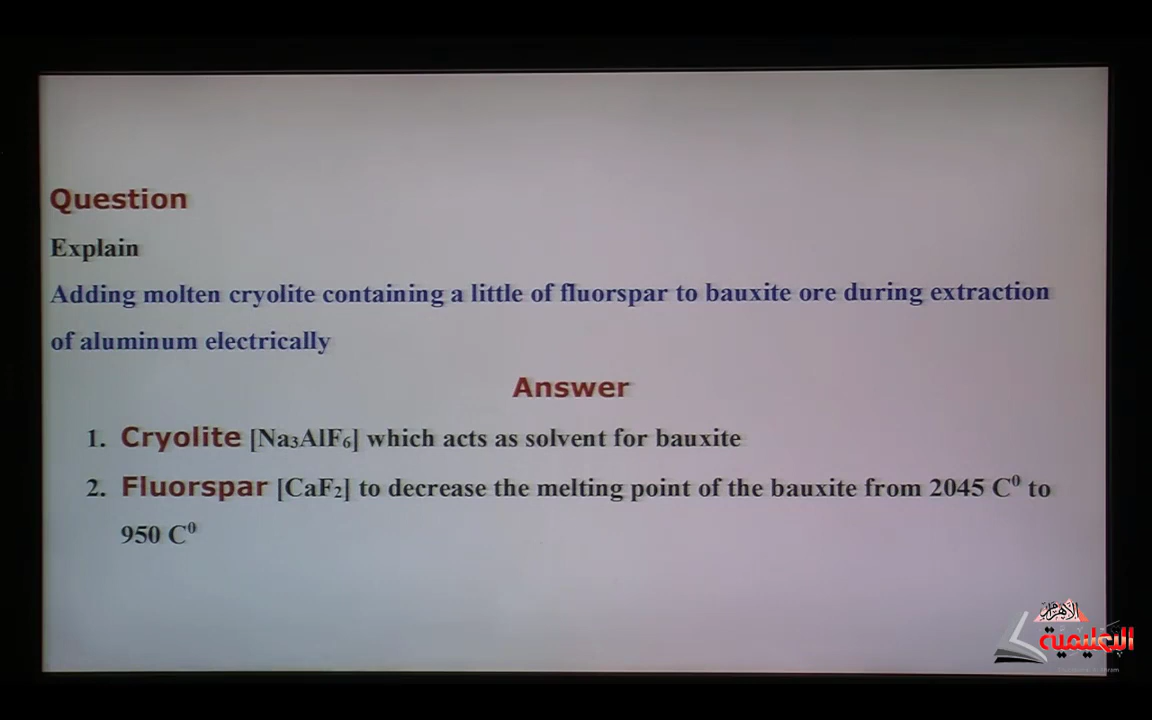 Question
Explain
Adding molten cryolite containing a little of fluorspar to bauxite ore during extraction
of aluminum electrically
Answer
1. Cryolite [Na₃AlF₆] which acts as solvent for bauxite
2. Fluorspar [CaF₂] to decrease the melting point of the bauxite from 2045 C⁰ to
950 C⁰
الأهرام
التعليمية